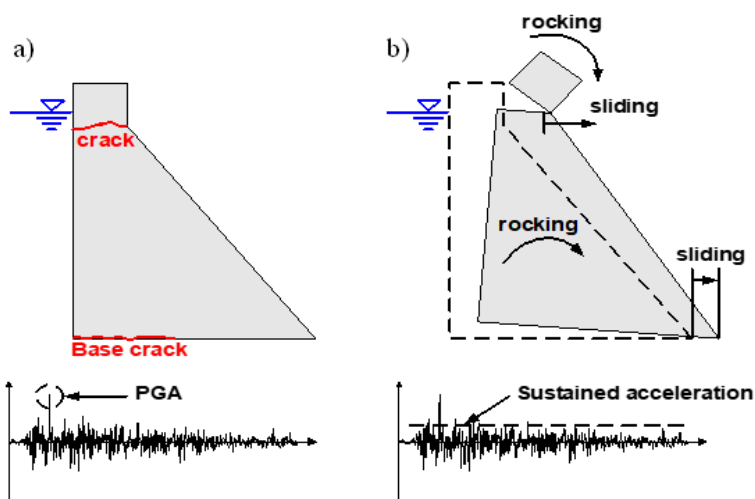 a)
crack
Base crack
PGA
b)
rocking
sliding
rocking
sliding
Sustained acceleration